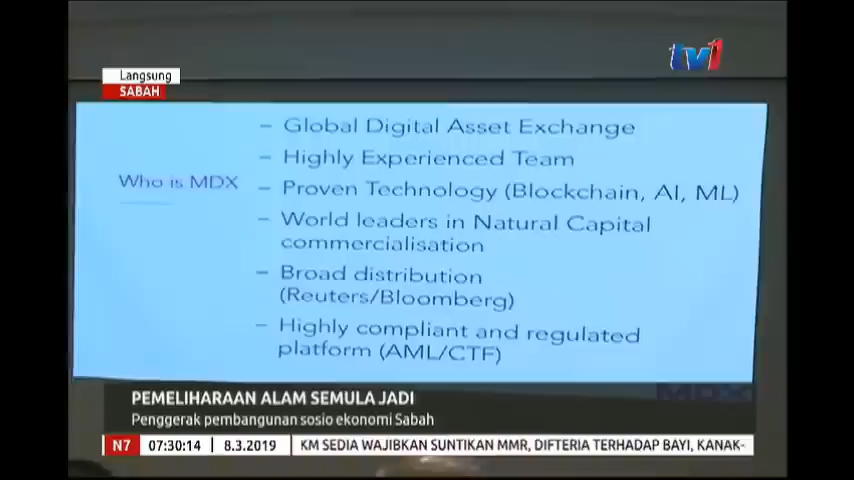 tv1
Langsung
SABAH
Who is MDX
– Global Digital Asset Exchange
– Highly Experienced Team
– Proven Technology (Blockchain, AI, ML)
– World leaders in Natural Capital
commercialisation
– Broad distribution
(Reuters/Bloomberg)
– Highly compliant and regulated
platform (AML/CTF)
MDX
PEMELIHARAAN ALAM SEMULA JADI
Penggerak pembangunan sosio ekonomi Sabah
N7 07:30:14 | 8.3.2019 KM SEDIA WAJIBKAN SUNTIKAN MMR, DIFTERIA TERHADAP BAYI, KANAK-